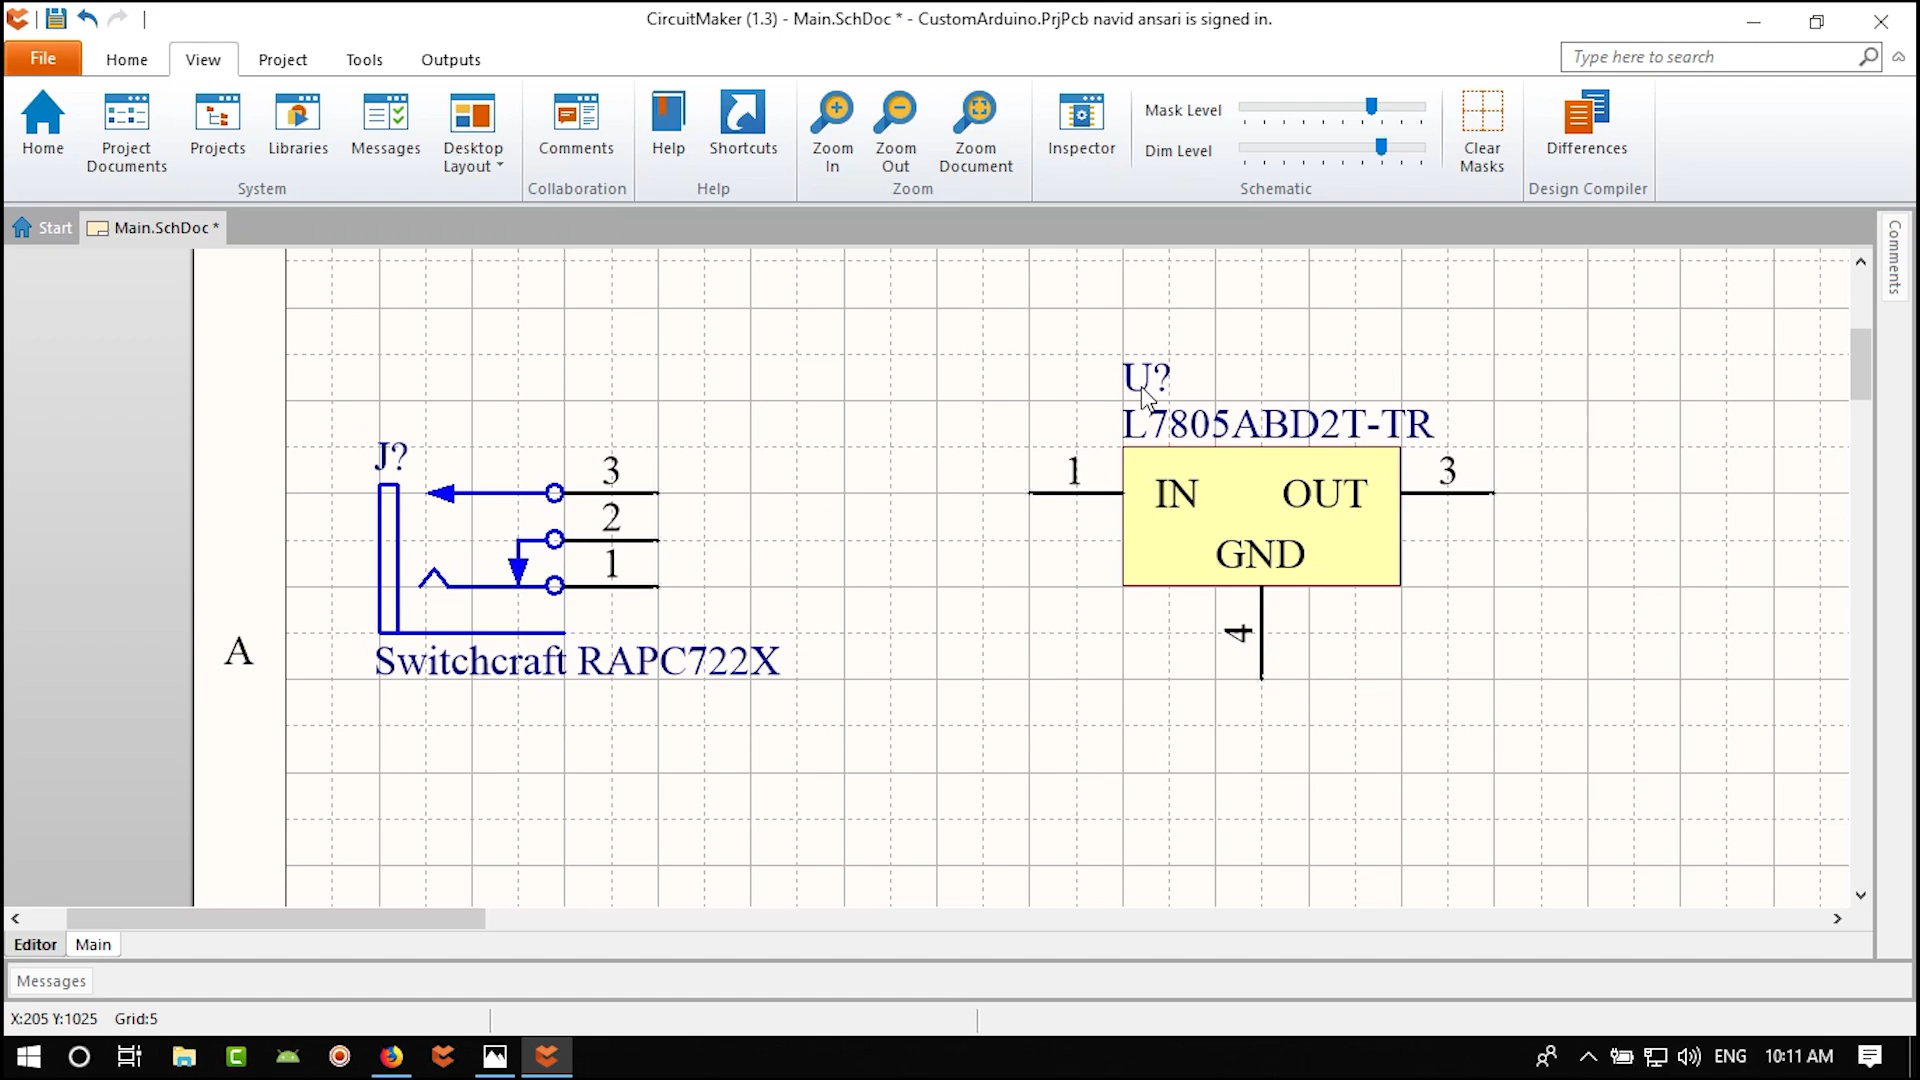 CircuitMaker (1.3) - Main.SchDoc * - CustomArduino.PrjPcb navid ansari is signed in.
File Home View Project Tools Outputs
Type here to search
Home
Project Documents
Projects
Libraries
Messages
Desktop Layout
System
Comments
Collaboration
Help
Shortcuts
Help
Zoom In
Zoom Out
Zoom Document
Zoom
Inspector
Mask Level
Dim Level
Clear Masks
Schematic
Differences
Design Compiler
Start
Main.SchDoc *
Comments
U?
L7805ABD2T-TR
J?
3
2
1
Switchcraft RAPC722X
1
IN OUT
GND
3
4
A
Editor Main
Messages
X:205 Y:1025 Grid:5
ENG 10:11 AM